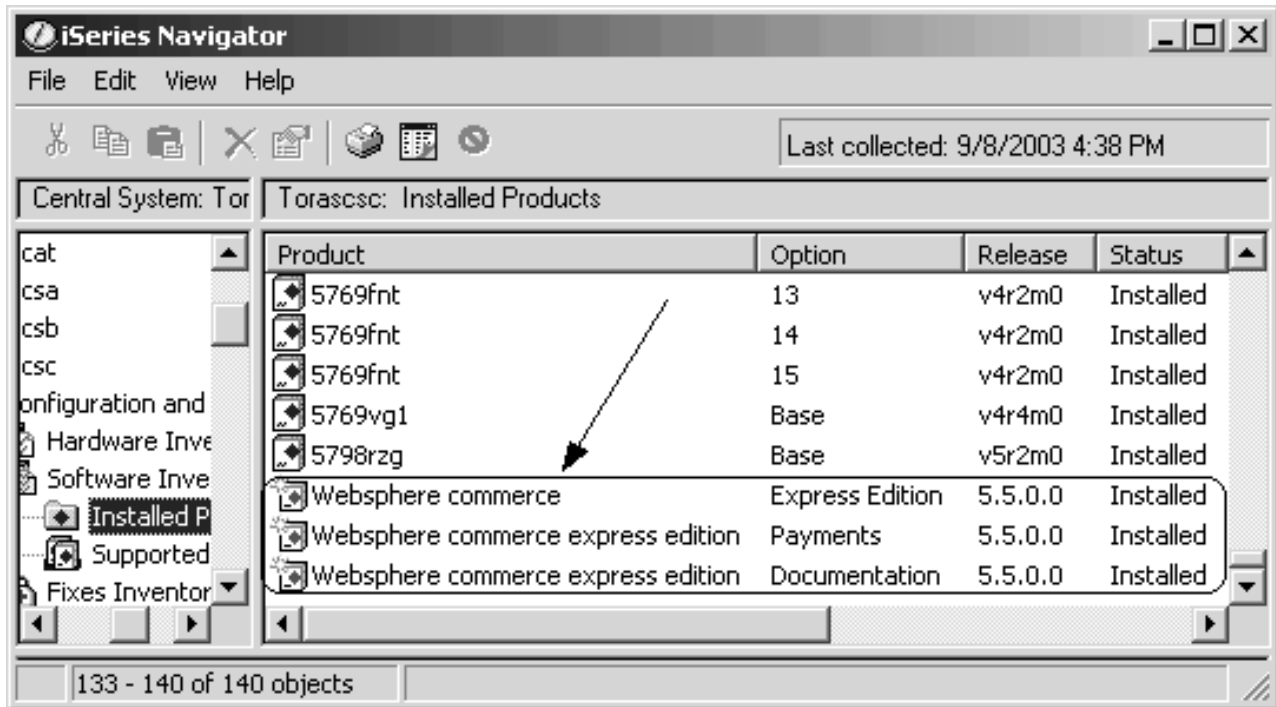 iSeries Navigator
File Edit View Help
Last collected: 9/8/2003 4:38 PM
Central System: Tor
Torascsc: Installed Products
cat
csa
csb
csc
onfiguration and
Hardware Inve
Software Inve
Installed P
Supported
Fixes Inventor
Product Option Release Status
5769fnt 13 v4r2m0 Installed
5769fnt 14 v4r2m0 Installed
5769fnt 15 v4r2m0 Installed
5769vg1 Base v4r4m0 Installed
5798rzg Base v5r2m0 Installed
Websphere commerce Express Edition 5.5.0.0 Installed
Websphere commerce express edition Payments 5.5.0.0 Installed
Websphere commerce express edition Documentation 5.5.0.0 Installed
133 - 140 of 140 objects